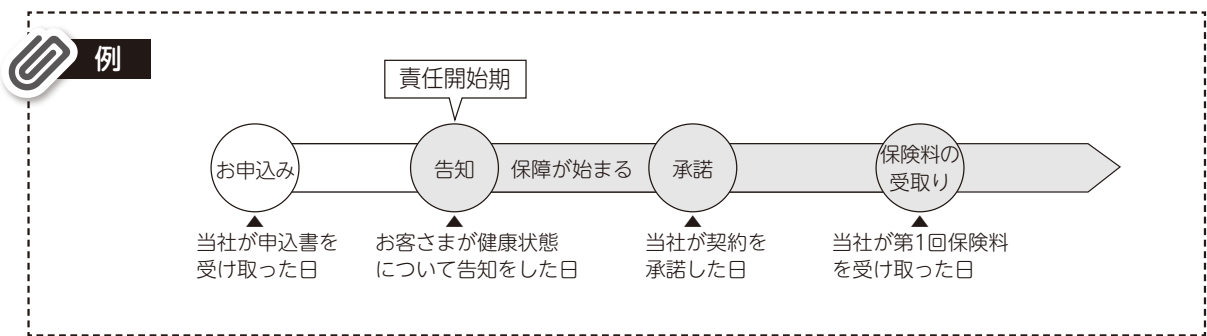 例
責任開始期
お申込み
告知
保障が始まる
承諾
保険料の
受取り
当社が申込書を
受け取った日
お客さまが健康状態
について告知をした日
当社が契約を
承諾した日
当社が第1回保険料
を受け取った日